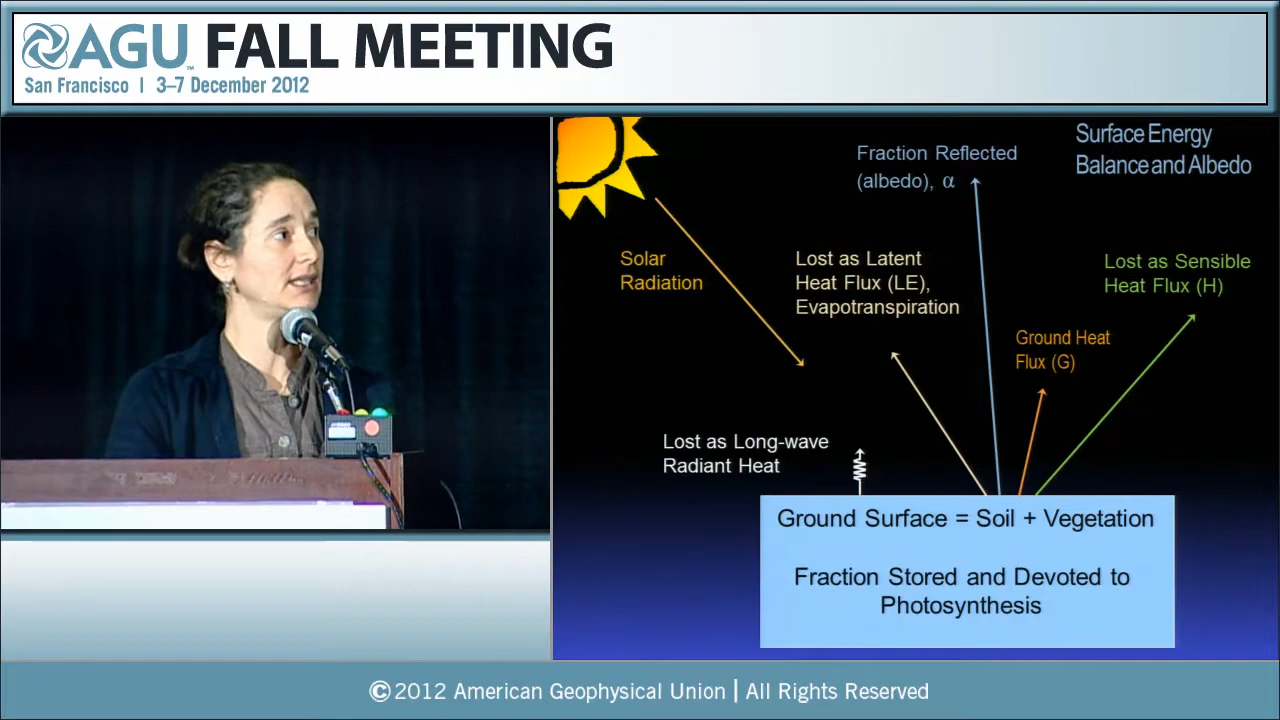 AGU™ FALL MEETING
San Francisco | 3–7 December 2012
Surface Energy
Balance and Albedo
Fraction Reflected
(albedo), α
Solar
Radiation
Lost as Latent
Heat Flux (LE),
Evapotranspiration
Lost as Sensible
Heat Flux (H)
Ground Heat
Flux (G)
Lost as Long-wave
Radiant Heat
Ground Surface = Soil + Vegetation
Fraction Stored and Devoted to
Photosynthesis
© 2012 American Geophysical Union | All Rights Reserved